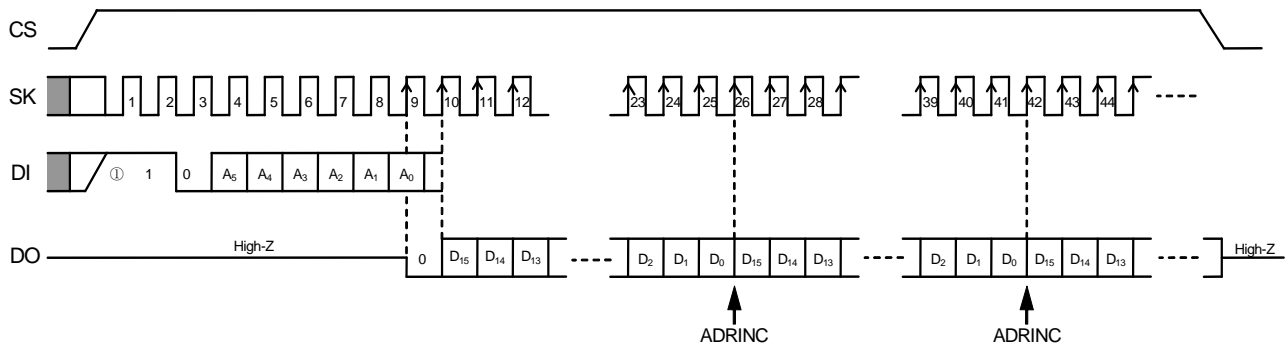 CS
SK 1 2 3 4 5 6 7 8 9 10 11 12 23 24 25 26 27 28 39 40 41 42 43 44
DI ① 1 0 A5 A4 A3 A2 A1 A0
DO High-Z 0 D15 D14 D13 D2 D1 D0 D15 D14 D13 D2 D1 D0 D15 D14 D13 High-Z
ADRINC ADRINC